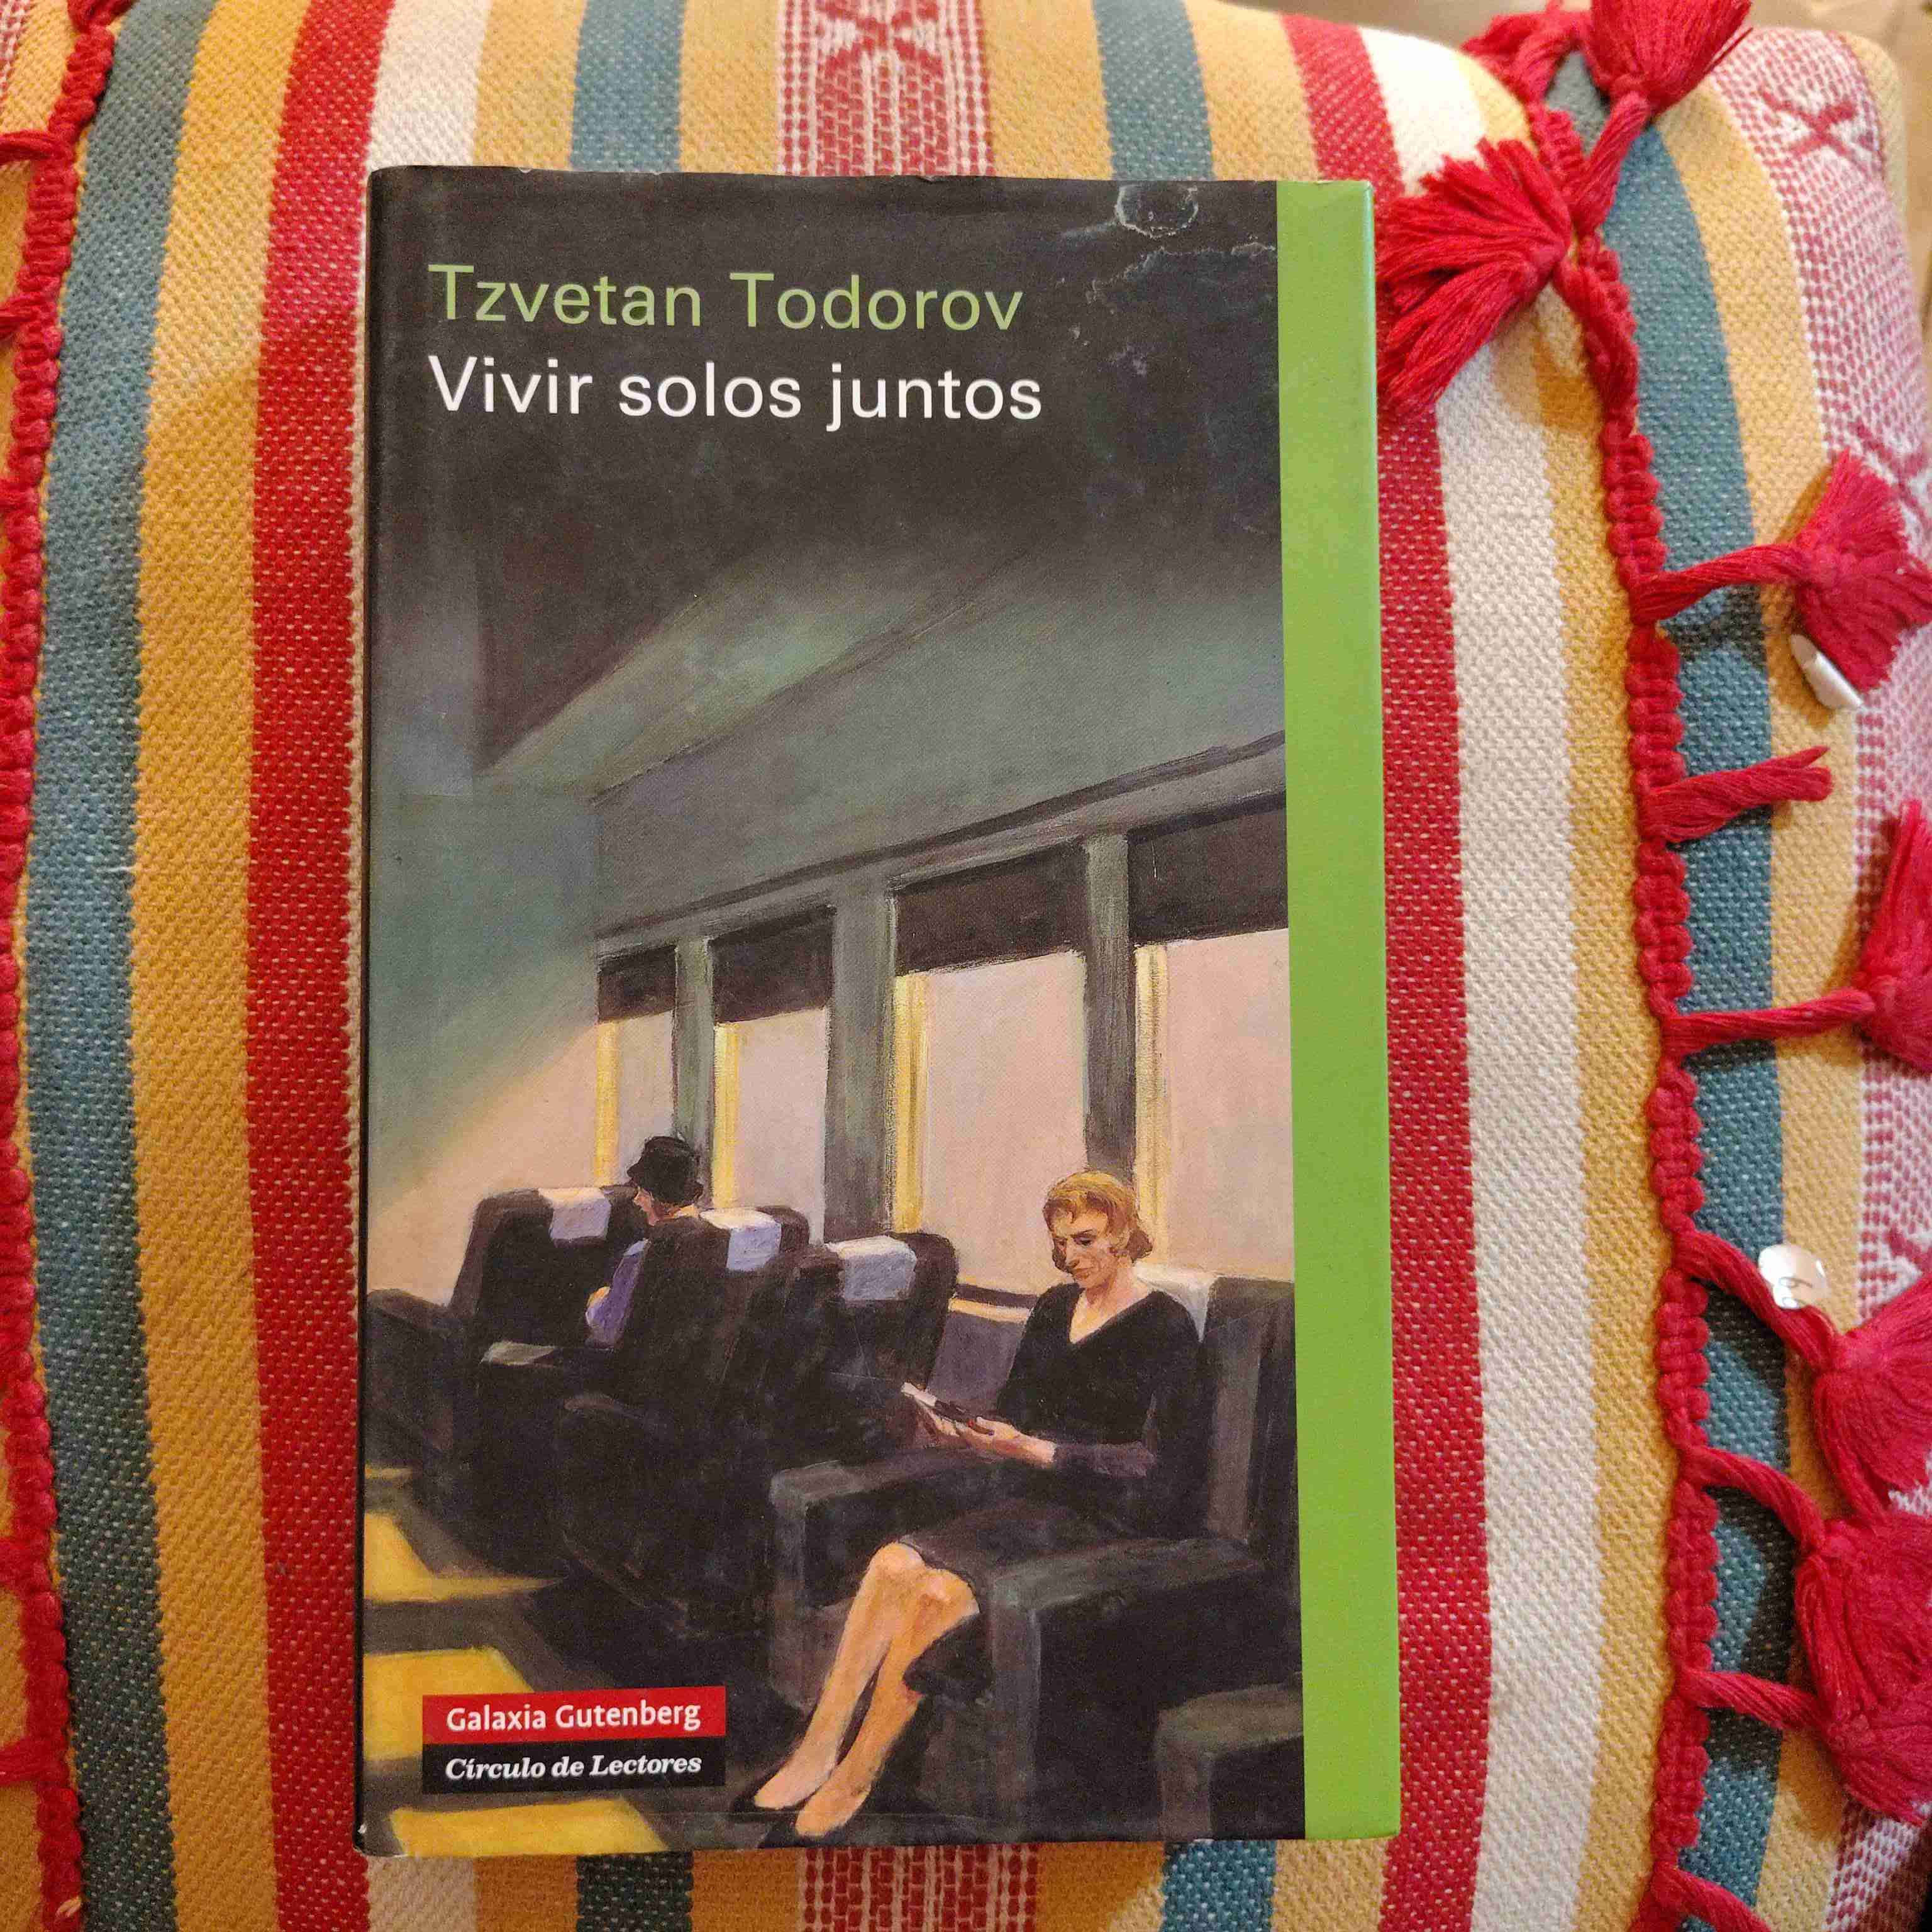 Tzvetan Todorov
Vivir solos juntos
Galaxia Gutenberg
Círculo de Lectores